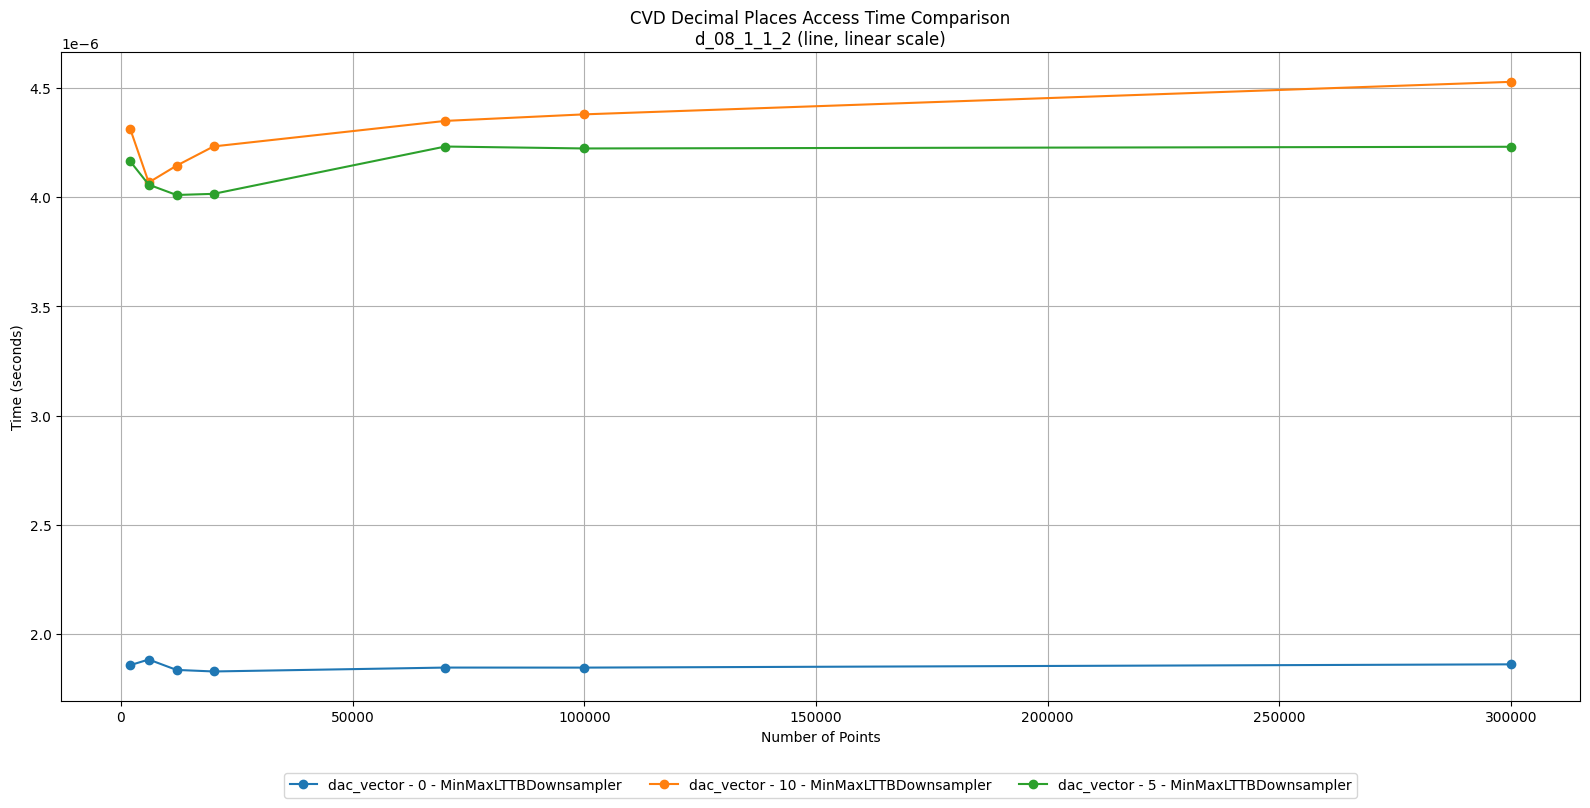 CVD Decimal Places Access Time Comparison
d_08_1_1_2 (line, linear scale)
1e−6
4.5
4.0
3.5
3.0
2.5
2.0
Time (seconds)
0
50000
100000
150000
200000
250000
300000
Number of Points
dac_vector - 0 - MinMaxLTTBDownsampler
dac_vector - 10 - MinMaxLTTBDownsampler
dac_vector - 5 - MinMaxLTTBDownsampler